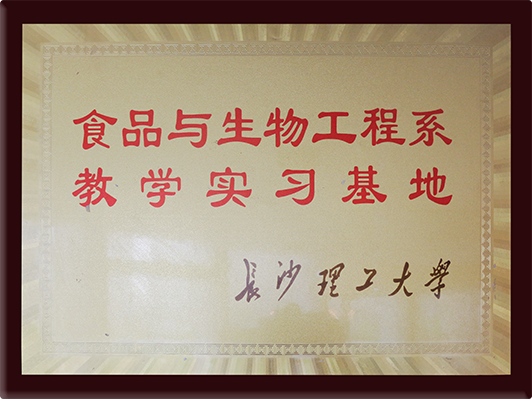 食品与生物工程系
教学实习基地
長沙理工大學